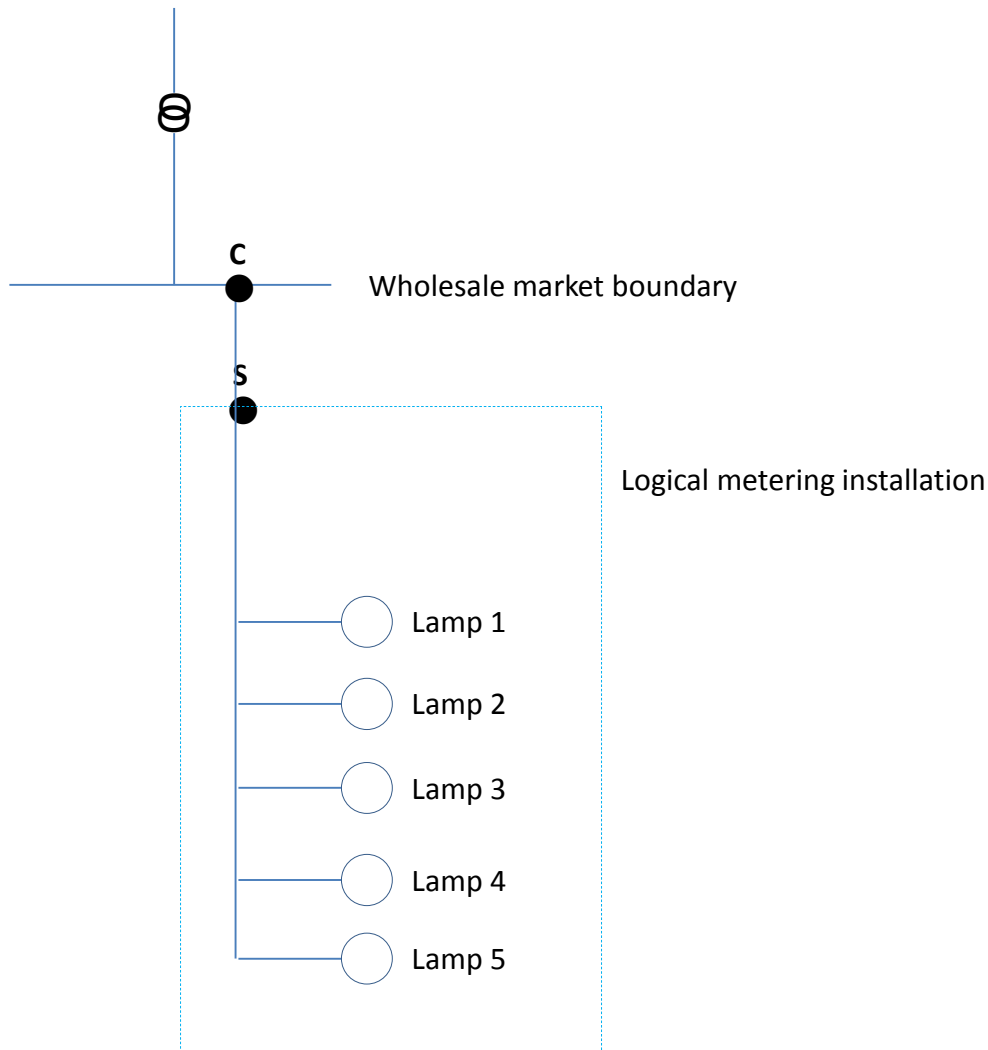 C
Wholesale market boundary
S
Logical metering installation
Lamp 1
Lamp 2
Lamp 3
Lamp 4
Lamp 5